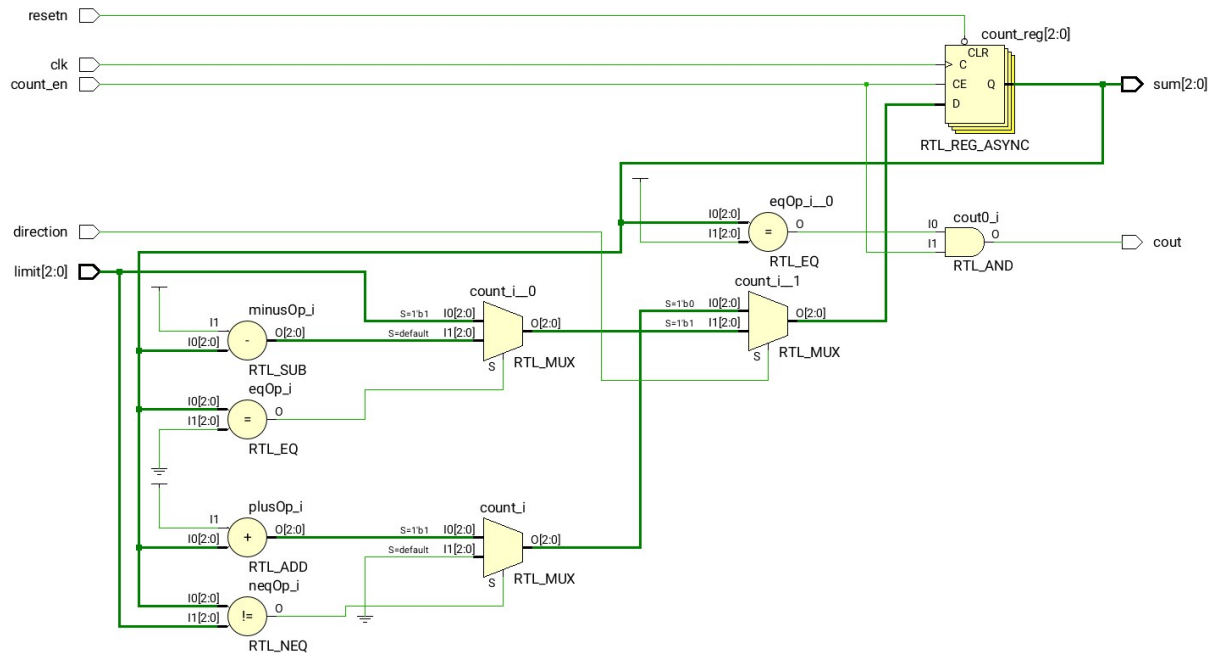 resetn
count_reg[2:0]
CLR
clk
C
count_en
CE
Q
sum[2:0]
D
RTL_REG_ASYNC
eqOp_i__0
I0[2:0]
O
I1[2:0]
=
RTL_EQ
cout0_i
I0
O
I1
RTL_AND
cout
direction
limit[2:0]
minusOp_i
I1
O[2:0]
I0[2:0]
-
RTL_SUB
count_i__0
S=1'b1
I0[2:0]
O[2:0]
S=default
I1[2:0]
S
RTL_MUX
count_i__1
S=1'b0
I0[2:0]
O[2:0]
S=1'b1
I1[2:0]
S
RTL_MUX
eqOp_i
I0[2:0]
O
I1[2:0]
=
RTL_EQ
plusOp_i
I1
O[2:0]
I0[2:0]
+
RTL_ADD
count_i
S=1'b1
I0[2:0]
O[2:0]
S=default
I1[2:0]
S
RTL_MUX
neqOp_i
I0[2:0]
O
I1[2:0]
!=
RTL_NEQ